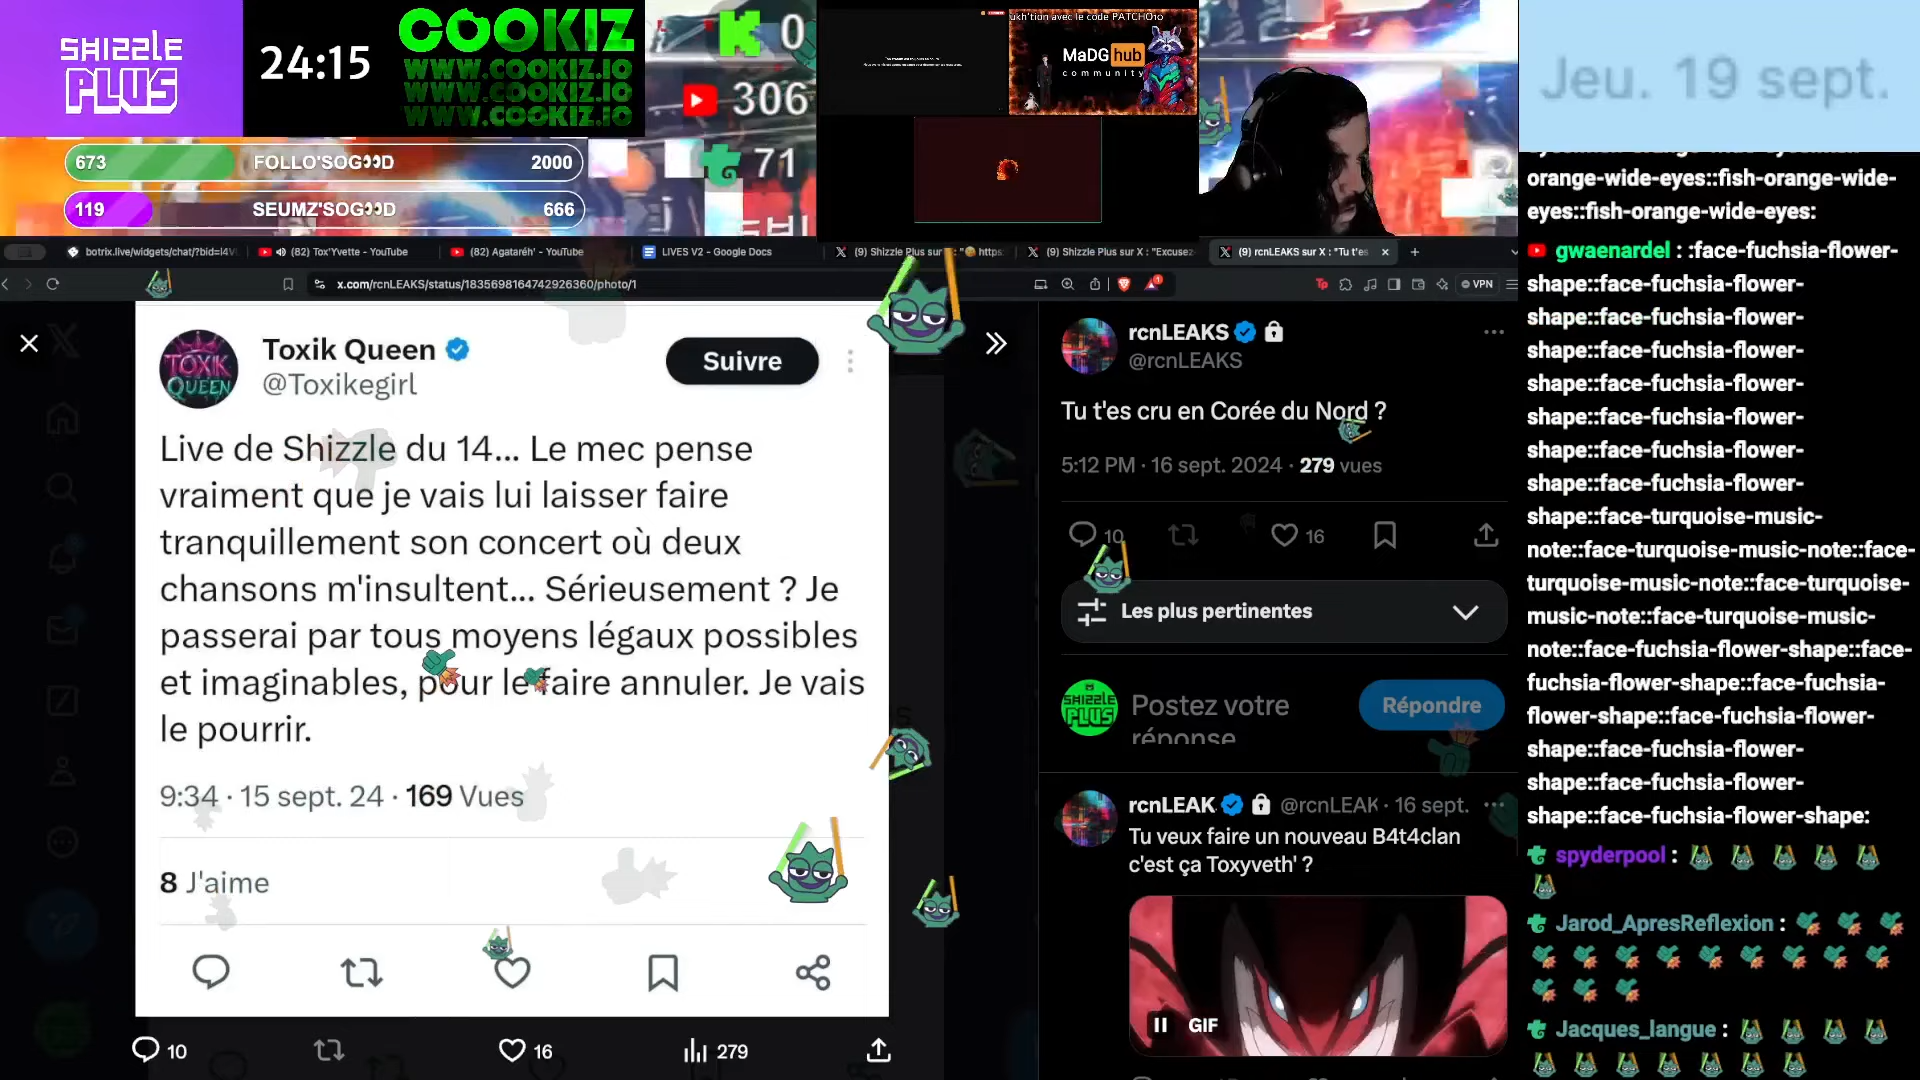 SHIZZLE
PLUS
24:15
COOKIZ
WWW.COOKIZ.IO
WWW.COOKIZ.IO
WWW.COOKIZ.IO
0
306
71
673 FOLLO'SOG👀D 2000
119 SEUMZ'SOG👀D 666
ukh'tion avec le code PATCHO10
MaDG hub
community
Jeu. 19 sept.
botrix.live/widgets/chat/?bid=l4V
(82) Tox'Yvette - YouTube
(82) Agataréh' - YouTube
LIVES V2 - Google Docs
(9) Shizzle Plus sur
https:
(9) Shizzle Plus sur X : "Excusez
(9) rcnLEAKS sur X : "Tu t'es
x.com/rcnLEAKS/status/1835698164742926360/photo/1
VPN
TOXIK
QUEEN
Toxik Queen
@Toxikegirl
Suivre
Live de Shizzle du 14... Le mec pense
vraiment que je vais lui laisser faire
tranquillement son concert où deux
chansons m'insultent... Sérieusement ? Je
passerai par tous moyens légaux possibles
et imaginables, pour le faire annuler. Je vais
le pourrir.
9:34 · 15 sept. 24 · 169 Vues
8 J'aime
10
16
279
rcnLEAKS
@rcnLEAKS
Tu t'es cru en Corée du Nord ?
5:12 PM · 16 sept. 2024 · 279 vues
10
16
Les plus pertinentes
SHIZZLE
PLUS
Postez votre
réponse
Répondre
rcnLEAK @rcnLEAK · 16 sept.
Tu veux faire un nouveau B4t4clan
c'est ça Toxyveth' ?
GIF
orange-wide-eyes::fish-orange-wide-
eyes::fish-orange-wide-eyes:
gwaenardel : :face-fuchsia-flower-
shape::face-fuchsia-flower-
shape::face-fuchsia-flower-
shape::face-fuchsia-flower-
shape::face-fuchsia-flower-
shape::face-fuchsia-flower-
shape::face-fuchsia-flower-
shape::face-fuchsia-flower-
shape::face-turquoise-music-
note::face-turquoise-music-note::face-
turquoise-music-note::face-turquoise-
music-note::face-turquoise-music-
note::face-fuchsia-flower-shape::face-
fuchsia-flower-shape::face-fuchsia-
flower-shape::face-fuchsia-flower-
shape::face-fuchsia-flower-
shape::face-fuchsia-flower-
shape::face-fuchsia-flower-shape:
spyderpool :
Jarod_ApresReflexion :
Jacques_langue :